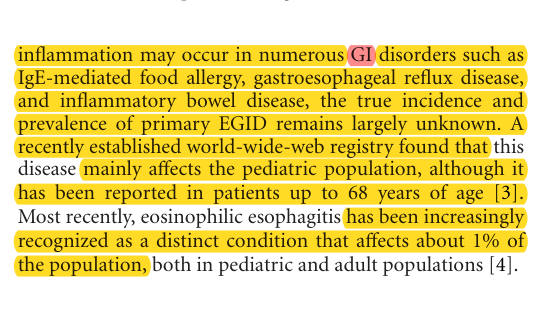 inflammation may occur in numerous GI disorders such as
IgE-mediated food allergy, gastroesophageal reflux disease,
and inflammatory bowel disease, the true incidence and
prevalence of primary EGID remains largely unknown. A
recently established world-wide-web registry found that this
disease mainly affects the pediatric population, although it
has been reported in patients up to 68 years of age [3].
Most recently, eosinophilic esophagitis has been increasingly
recognized as a distinct condition that affects about 1% of
the population, both in pediatric and adult populations [4].